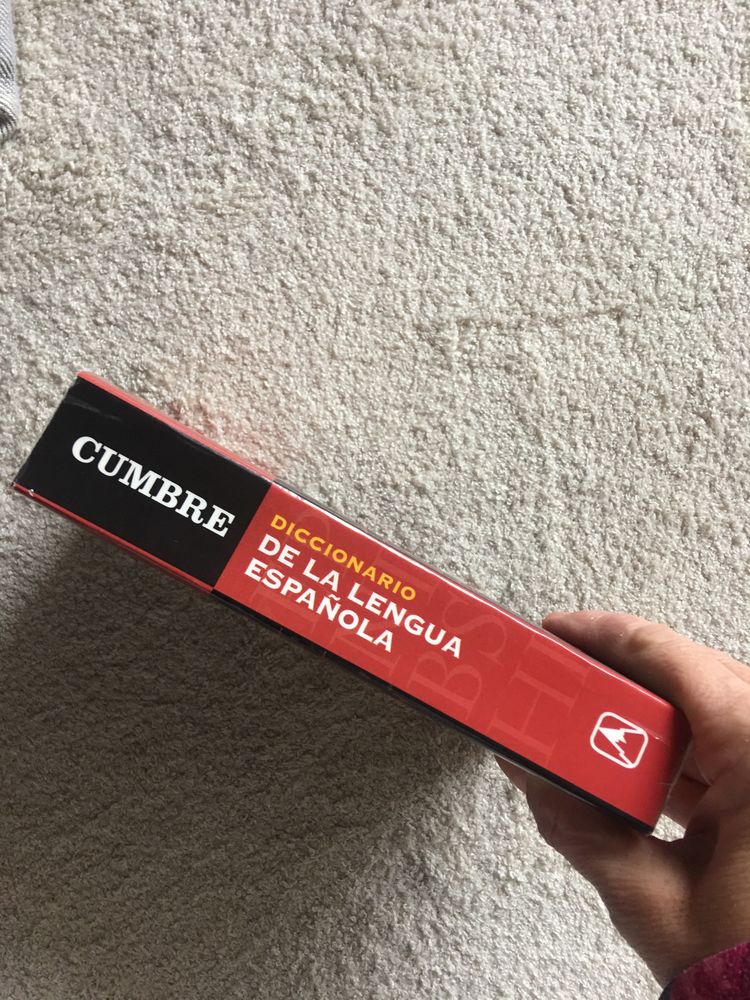 CUMBRE
DICCIONARIO
DE LA LENGUA
ESPAÑOLA